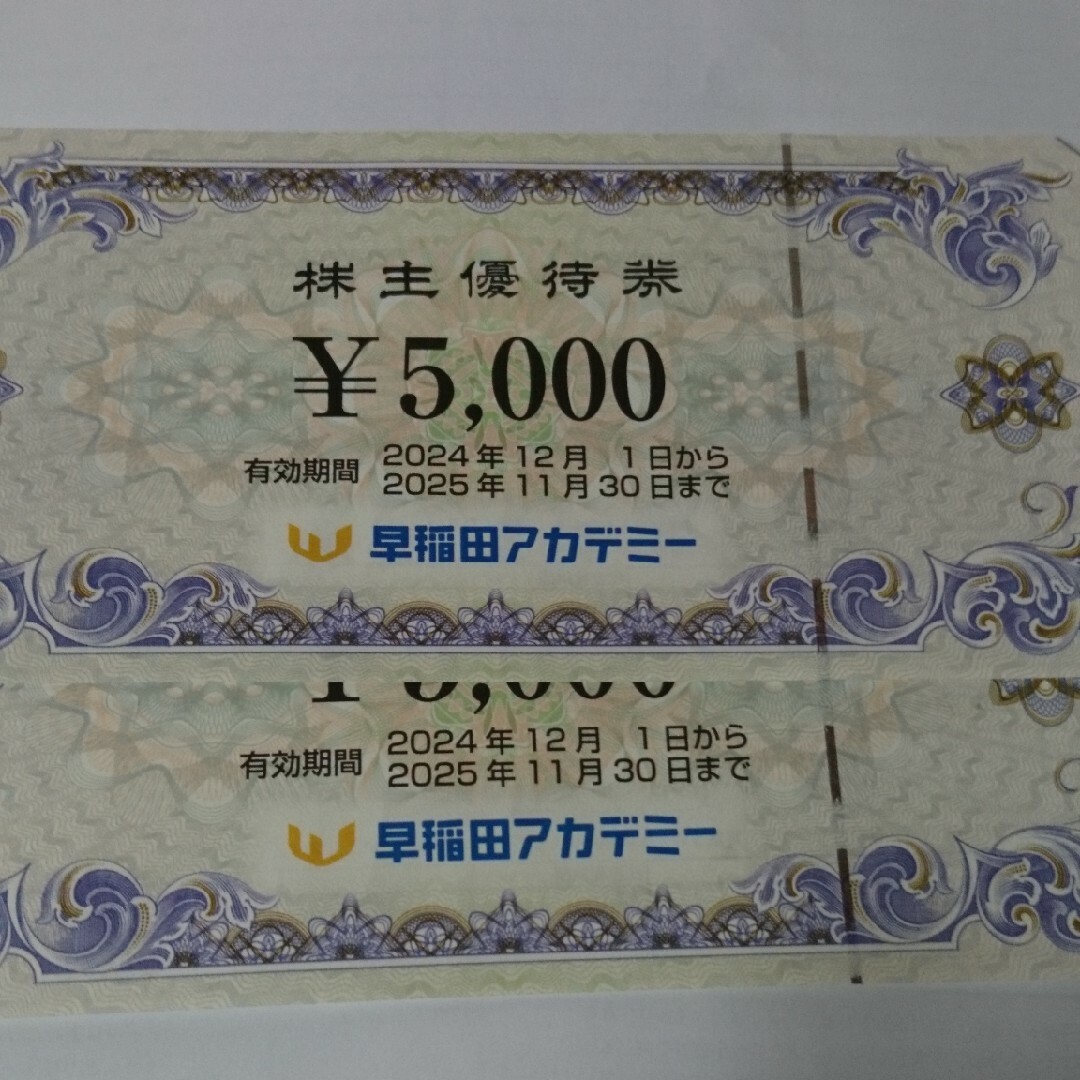 株主優待券
¥5,000
有効期間 2024年12月 1日から
2025年11月30日まで
早稲田アカデミー
¥5,000
有効期間 2024年12月 1日から
2025年11月30日まで
早稲田アカデミー